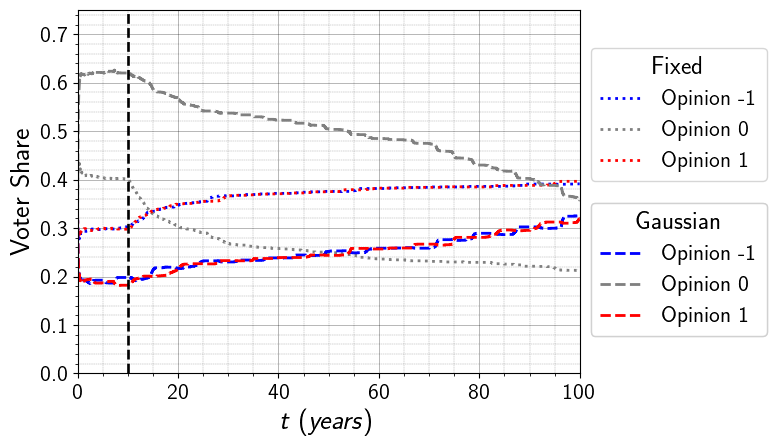 0.7
0.6
0.5
0.4
0.3
0.2
0.1
0.0
Voter Share
0
20
40
60
80
100
t (years)
Fixed
Opinion -1
Opinion 0
Opinion 1
Gaussian
Opinion -1
Opinion 0
Opinion 1